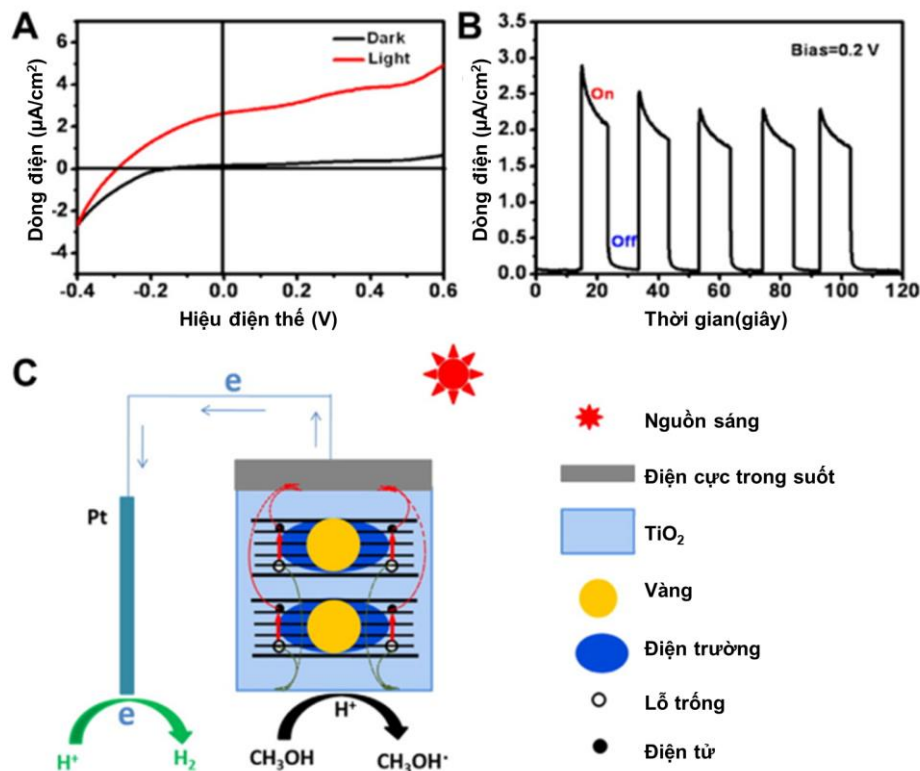 A
Dòng điện (µA/cm²)
6
4
2
0
-2
-4
Dark
Light
-0.4 -0.2 0.0 0.2 0.4 0.6
Hiệu điện thế (V)
B
Dòng điện (µA/cm²)
3.5
3.0
2.5
2.0
1.5
1.0
0.5
0.0
Bias=0.2 V
On
Off
0 20 40 60 80 100 120
Thời gian(giây)
C
e
Pt
e
H⁺
H₂
H⁺
CH₃OH
CH₃OH•
Nguồn sáng
Điện cực trong suốt
TiO₂
Vàng
Điện trường
Lỗ trống
Điện tử